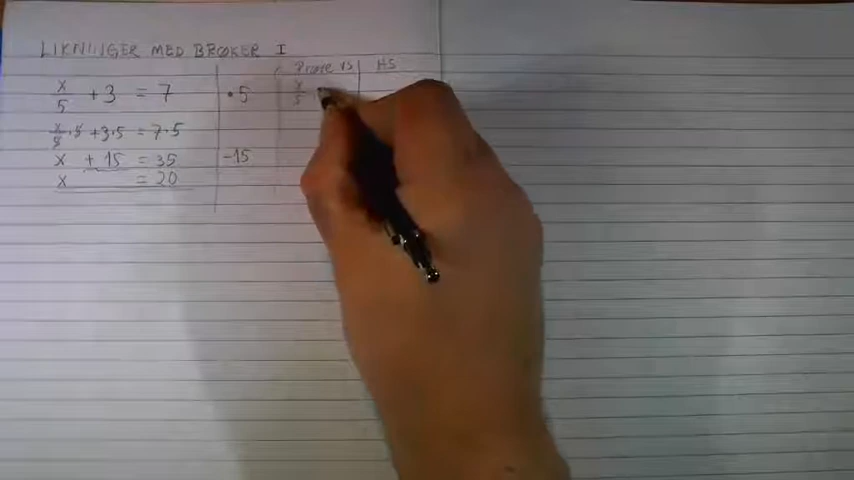 LIKNINGER MED BRØKER I
Prøve VS HS
x/5 + 3 = 7 | • 5
x/5
x/5 · 5 + 3 · 5 = 7 · 5
x + 15 = 35 | -15
x = 20